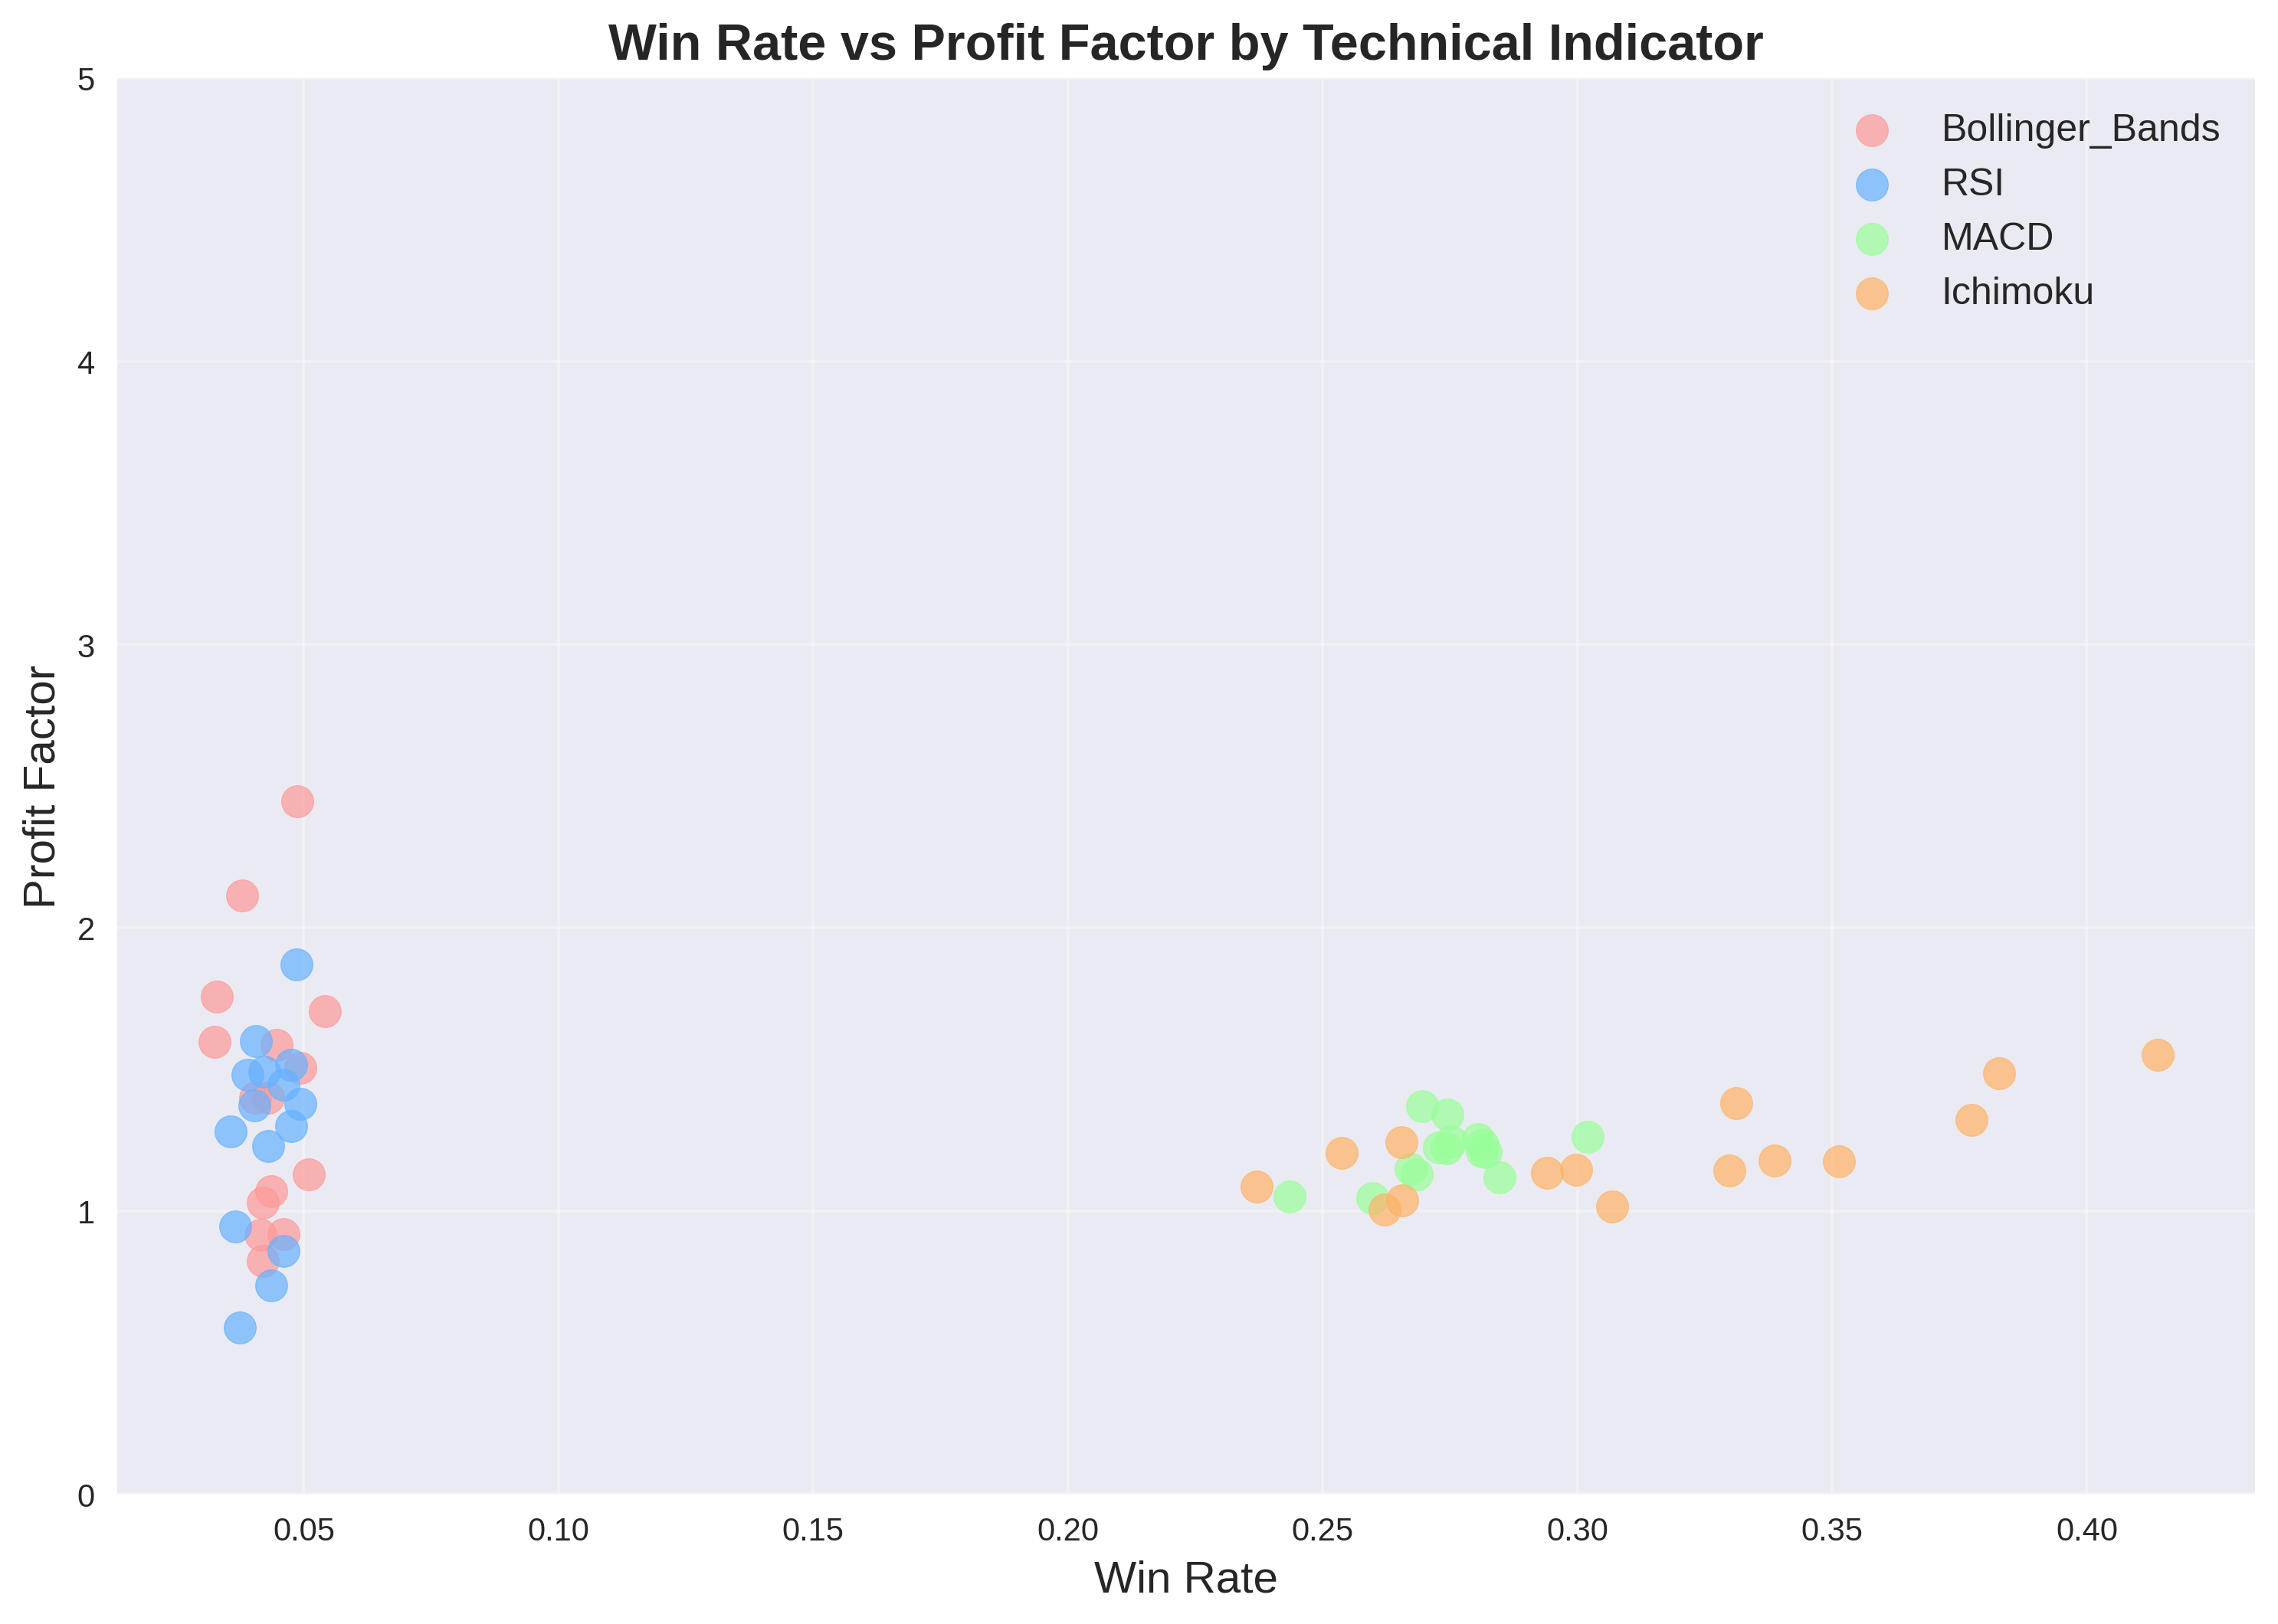 Win Rate vs Profit Factor by Technical Indicator
Bollinger_Bands
RSI
MACD
Ichimoku
Profit Factor
5
4
3
2
1
0
0.05 0.10 0.15 0.20 0.25 0.30 0.35 0.40
Win Rate